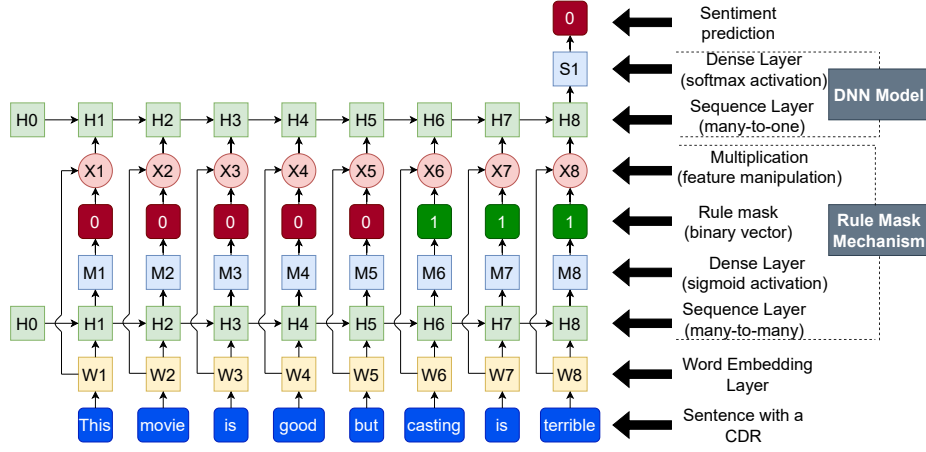 0
Sentiment
prediction
S1
Dense Layer
(softmax activation)
DNN Model
H0 H1 H2 H3 H4 H5 H6 H7 H8
Sequence Layer
(many-to-one)
X1 X2 X3 X4 X5 X6 X7 X8
Multiplication
(feature manipulation)
0 0 0 0 0 1 1 1
Rule mask
(binary vector)
Rule Mask
Mechanism
M1 M2 M3 M4 M5 M6 M7 M8
Dense Layer
(sigmoid activation)
H0 H1 H2 H3 H4 H5 H6 H7 H8
Sequence Layer
(many-to-many)
W1 W2 W3 W4 W5 W6 W7 W8
Word Embedding
Layer
This movie is good but casting is terrible
Sentence with a
CDR